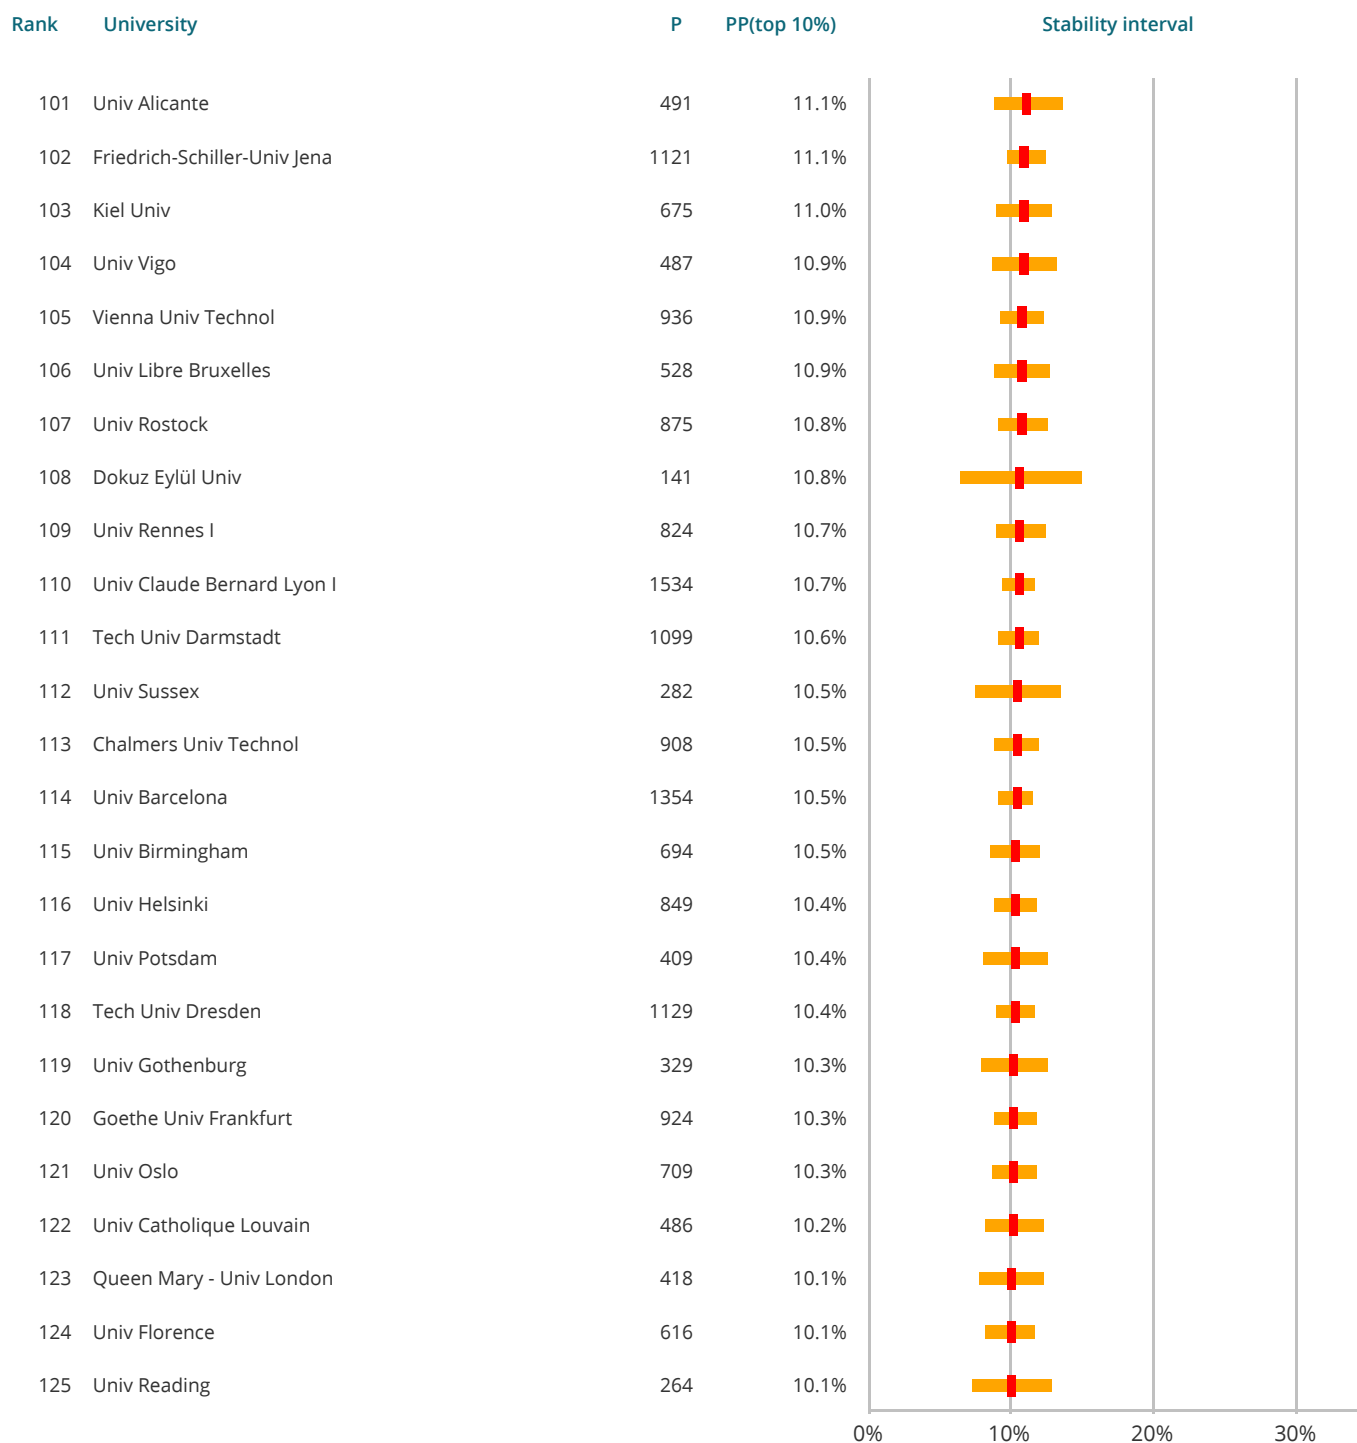 Rank University P PP(top 10%) Stability interval
101 Univ Alicante 491 11.1%
102 Friedrich-Schiller-Univ Jena 1121 11.1%
103 Kiel Univ 675 11.0%
104 Univ Vigo 487 10.9%
105 Vienna Univ Technol 936 10.9%
106 Univ Libre Bruxelles 528 10.9%
107 Univ Rostock 875 10.8%
108 Dokuz Eylül Univ 141 10.8%
109 Univ Rennes I 824 10.7%
110 Univ Claude Bernard Lyon I 1534 10.7%
111 Tech Univ Darmstadt 1099 10.6%
112 Univ Sussex 282 10.5%
113 Chalmers Univ Technol 908 10.5%
114 Univ Barcelona 1354 10.5%
115 Univ Birmingham 694 10.5%
116 Univ Helsinki 849 10.4%
117 Univ Potsdam 409 10.4%
118 Tech Univ Dresden 1129 10.4%
119 Univ Gothenburg 329 10.3%
120 Goethe Univ Frankfurt 924 10.3%
121 Univ Oslo 709 10.3%
122 Univ Catholique Louvain 486 10.2%
123 Queen Mary - Univ London 418 10.1%
124 Univ Florence 616 10.1%
125 Univ Reading 264 10.1%
0% 10% 20% 30%